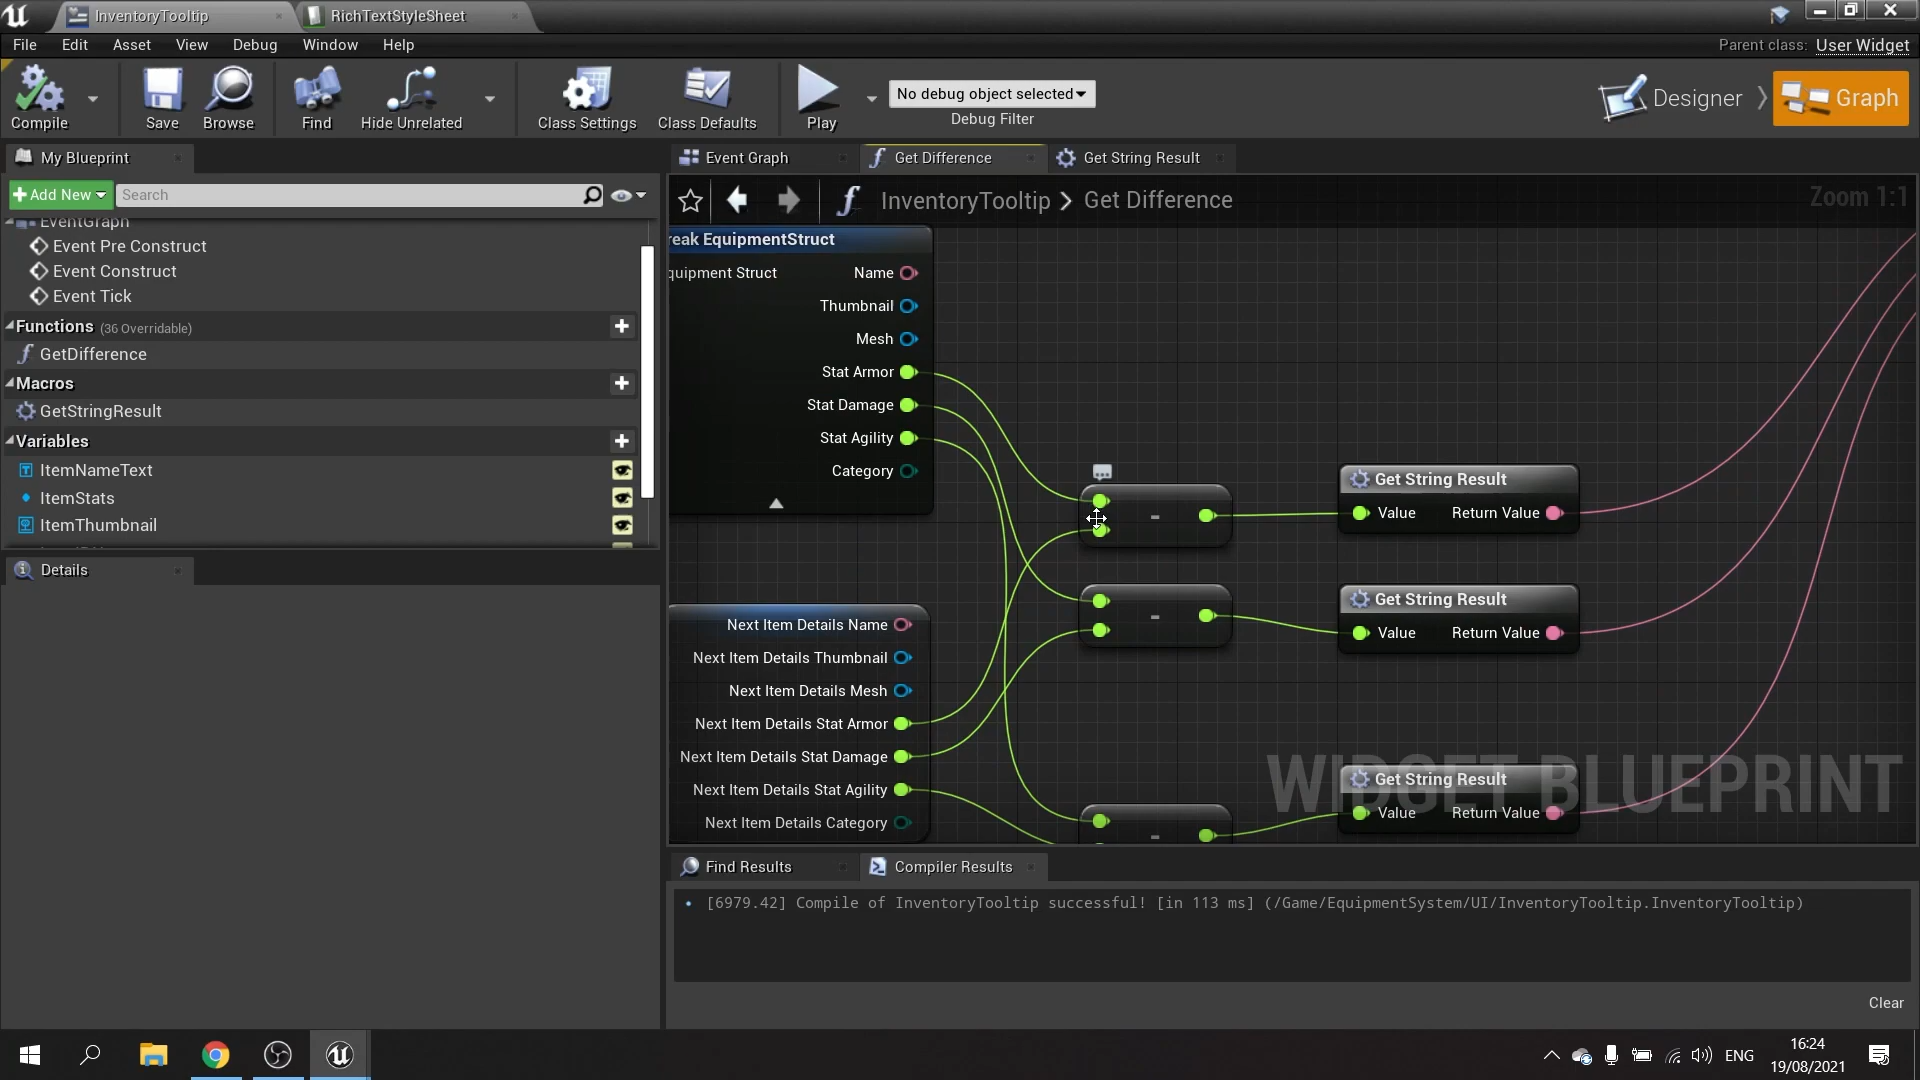 InventoryTooltip
RichTextStyleSheet
File Edit Asset View Debug Window Help
Parent class: User Widget
Compile
Save
Browse
Find
Hide Unrelated
Class Settings
Class Defaults
Play
No debug object selected
Debug Filter
Designer
Graph
My Blueprint
Event Graph
Get Difference
Get String Result
Add New
Search
InventoryTooltip > Get Difference
Zoom 1:1
EventGraph
Event Pre Construct
Event Construct
Event Tick
Functions (36 Overridable)
GetDifference
Macros
GetStringResult
Variables
ItemNameText
ItemStats
ItemThumbnail
Details
reak EquipmentStruct
quipment Struct
Name
Thumbnail
Mesh
Stat Armor
Stat Damage
Stat Agility
Category
Next Item Details Name
Next Item Details Thumbnail
Next Item Details Mesh
Next Item Details Stat Armor
Next Item Details Stat Damage
Next Item Details Stat Agility
Next Item Details Category
-
-
-
Get String Result
Value Return Value
Get String Result
Value Return Value
Get String Result
Value Return Value
WIDGET BLUEPRINT
Find Results
Compiler Results
[6979.42] Compile of InventoryTooltip successful! [in 113 ms] (/Game/EquipmentSystem/UI/InventoryTooltip.InventoryTooltip)
Clear
ENG
16:24
19/08/2021